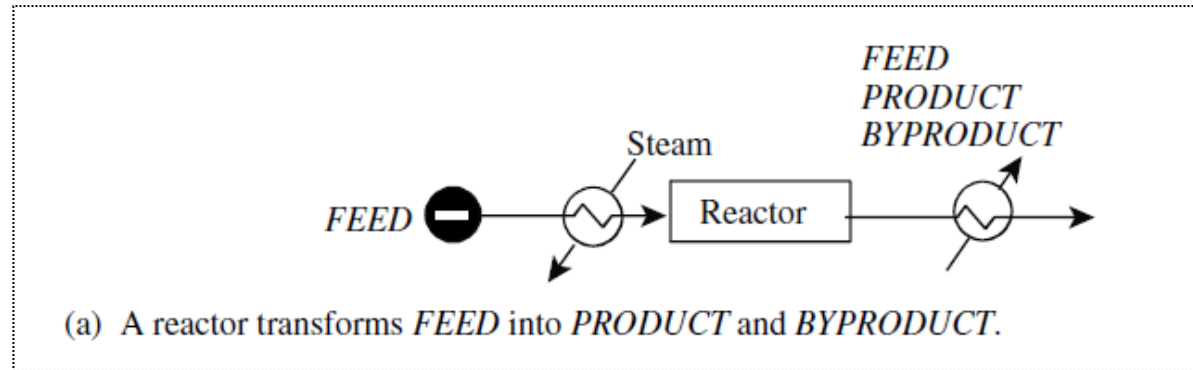 FEED
PRODUCT
BYPRODUCT
Steam
FEED
Reactor
(a) A reactor transforms FEED into PRODUCT and BYPRODUCT.